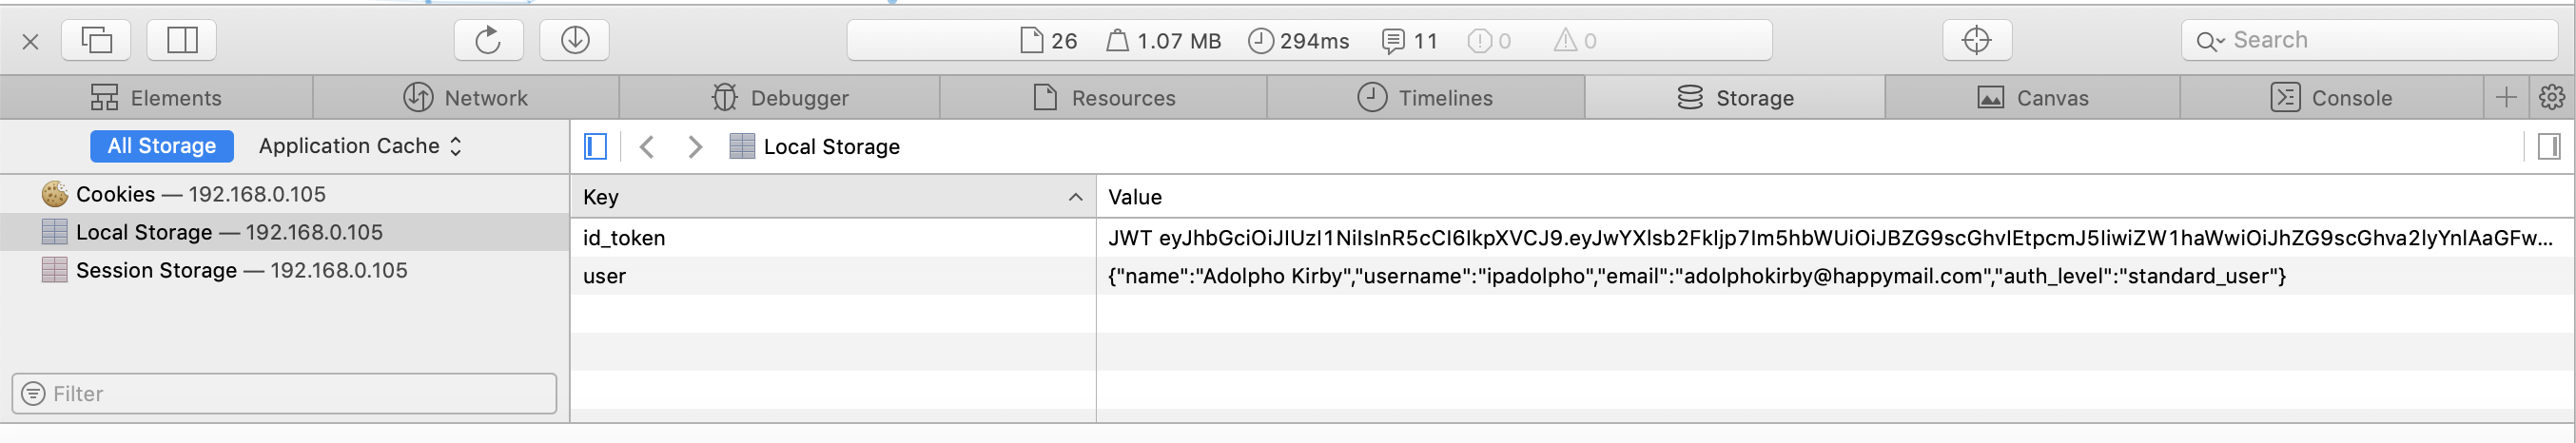 26 1.07 MB 294ms 11 0 0 Search
Elements Network Debugger Resources Timelines Storage Canvas Console
All Storage Application Cache Local Storage
Cookies — 192.168.0.105
Local Storage — 192.168.0.105
Session Storage — 192.168.0.105
Filter
Key Value
id_token JWT eyJhbGciOiJIUzI1NiIsInR5cCI6IkpXVCJ9.eyJwYXlsb2FkIjp7Im5hbWUiOiJBZG9scGhvIEtpcmJ5IiwiZW1haWwiOiJhZG9scGhva2lyYnlAaGFw...
user {"name":"Adolpho Kirby","username":"ipadolpho","email":"adolphokirby@happymail.com","auth_level":"standard_user"}